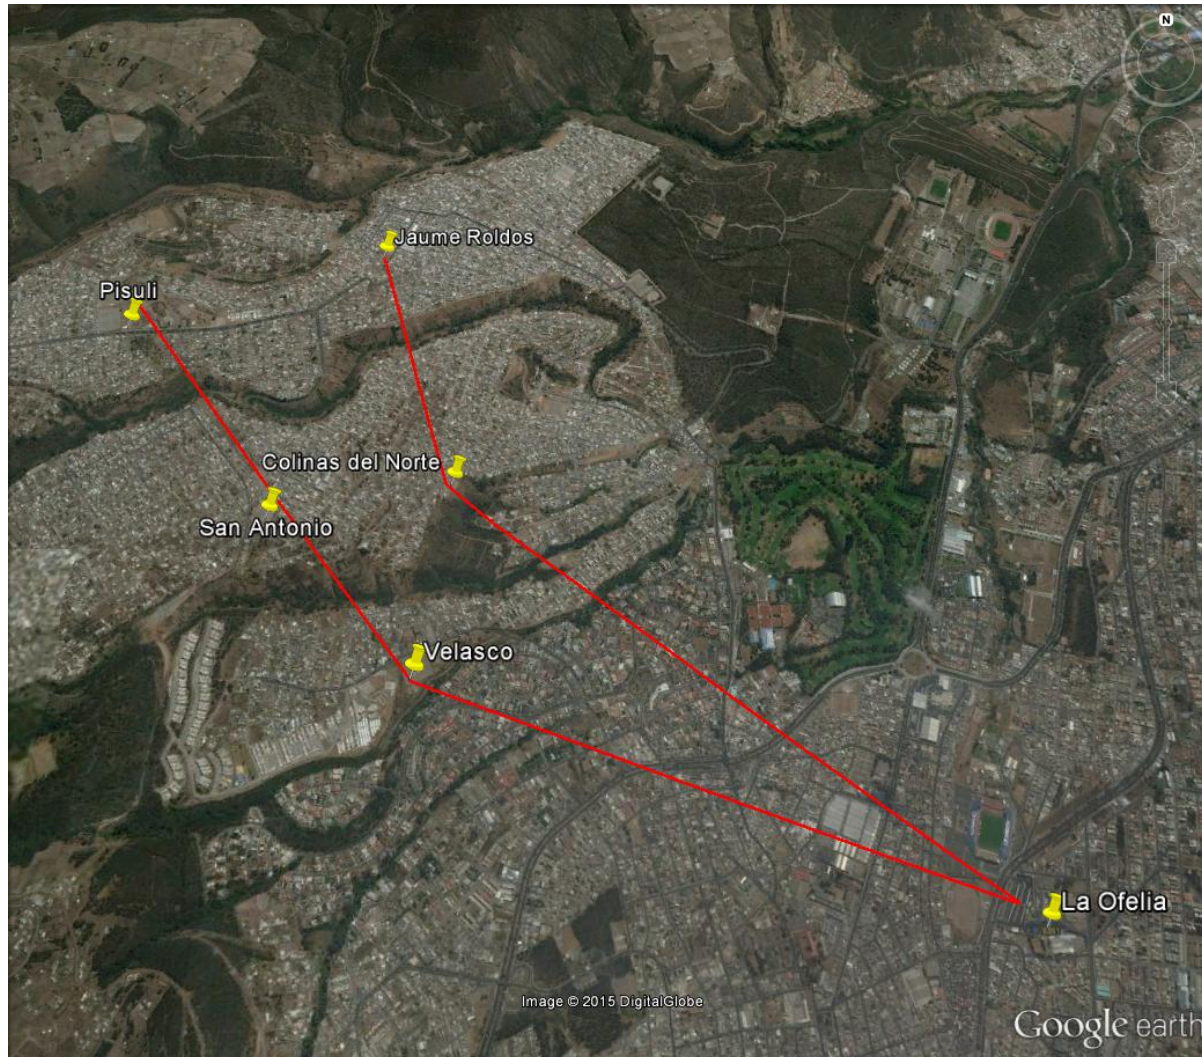 N
Jaume Roldos
Pisuli
Colinas del Norte
San Antonio
Velasco
La Ofelia
Image © 2015 DigitalGlobe
Google earth